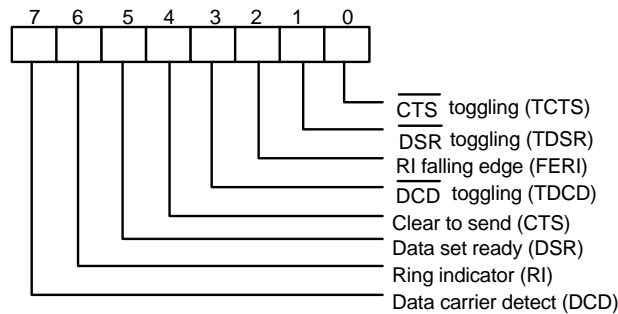 7 6 5 4 3 2 1 0
CTS toggling (TCTS)
DSR toggling (TDSR)
RI falling edge (FERI)
DCD toggling (TDCD)
Clear to send (CTS)
Data set ready (DSR)
Ring indicator (RI)
Data carrier detect (DCD)